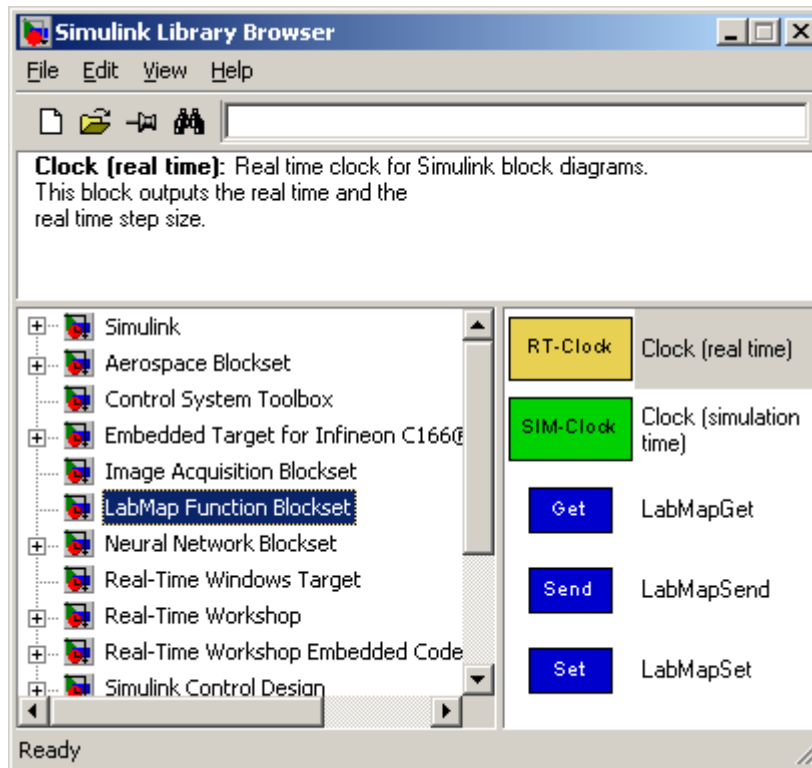 Simulink Library Browser
File Edit View Help
Clock (real time): Real time clock for Simulink block diagrams.
This block outputs the real time and the
real time step size.
Simulink
Aerospace Blockset
Control System Toolbox
Embedded Target for Infineon C166®
Image Acquisition Blockset
LabMap Function Blockset
Neural Network Blockset
Real-Time Windows Target
Real-Time Workshop
Real-Time Workshop Embedded Code
Simulink Control Design
RT-Clock Clock (real time)
SIM-Clock Clock (simulation
time)
Get LabMapGet
Send LabMapSend
Set LabMapSet
Ready